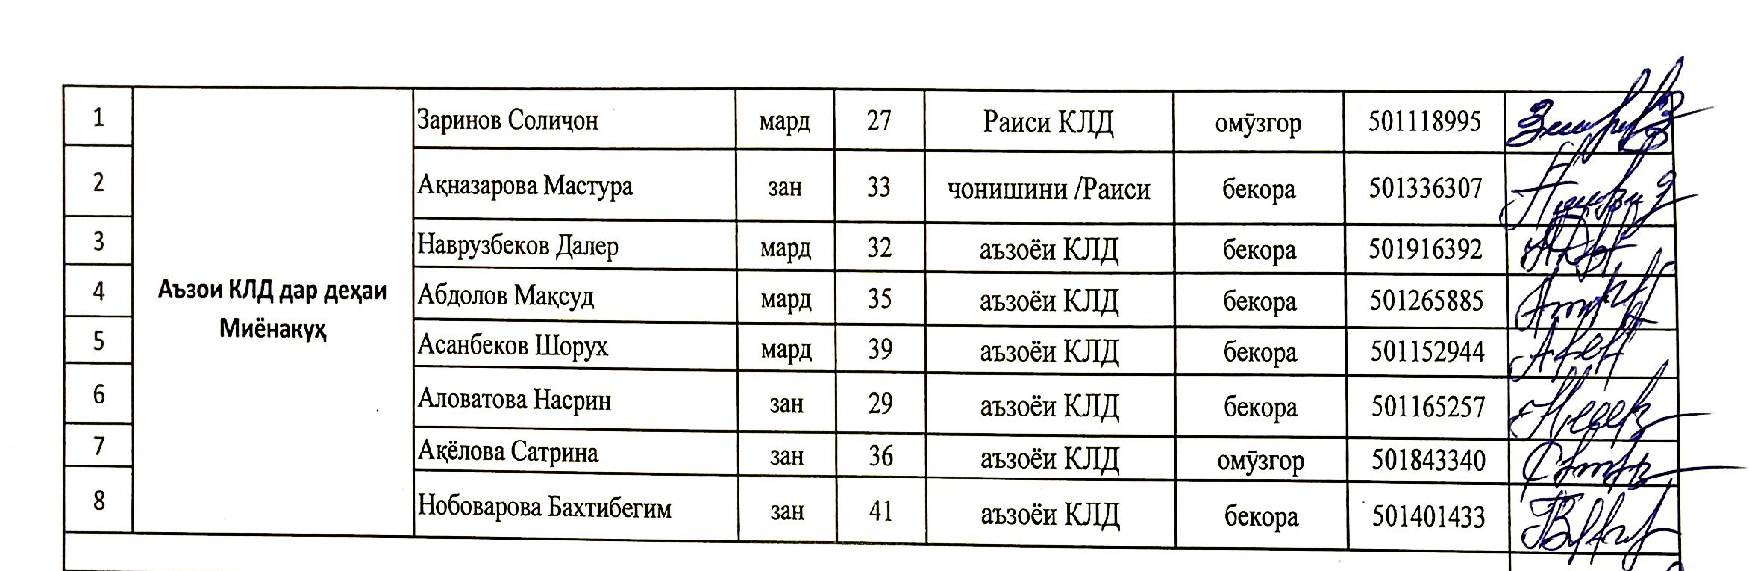 1 Заринов Солиҷон мард 27 Раиси КЛД омӯзгор 501118995
2 Ақназарова Мастура зан 33 чонишини /Раиси бекора 501336307
3 Наврузбеков Далер мард 32 аъзоёи КЛД бекора 501916392
Аъзои КЛД дар деҳаи
4 Абдолов Мақсуд мард 35 аъзоёи КЛД бекора 501265885
Миёнакуҳ
5 Асанбеков Шорух мард 39 аъзоёи КЛД бекора 501152944
6 Аловатова Насрин зан 29 аъзоёи КЛД бекора 501165257
7 Ақёлова Сатрина зан 36 аъзоёи КЛД омӯзгор 501843340
8 Нобоварова Бахтибегим зан 41 аъзоёи КЛД бекора 501401433